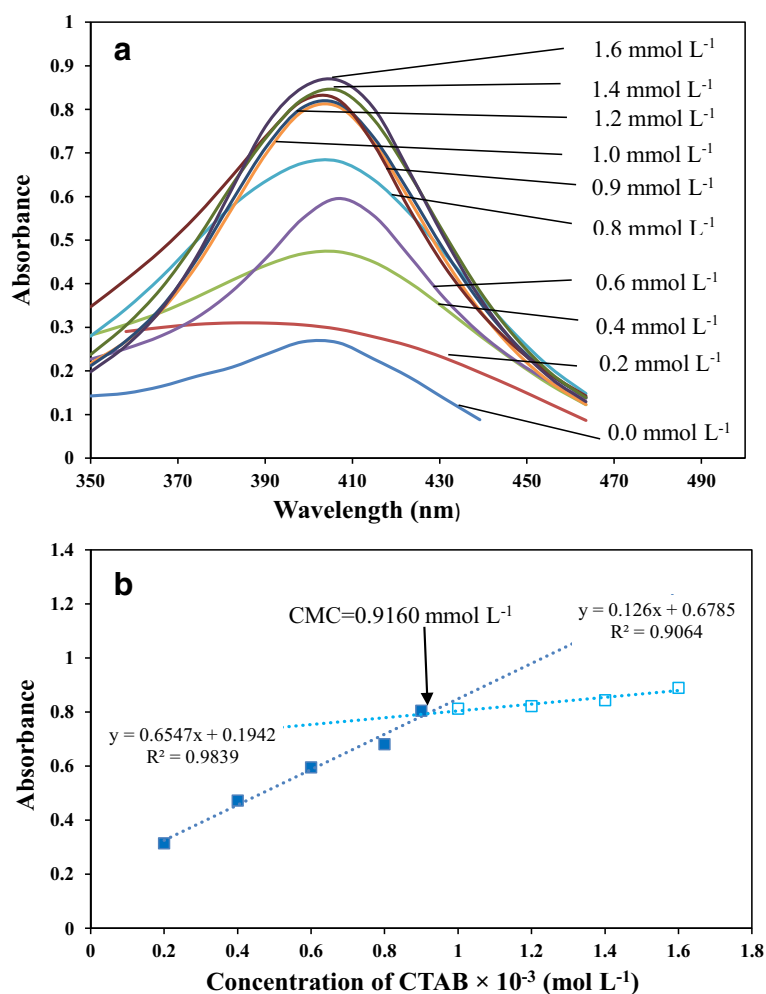 a
1
0.9
0.8
0.7
0.6
0.5
0.4
0.3
0.2
0.1
0
Absorbance
350
370
390
410
430
450
470
490
Wavelength (nm)
1.6 mmol L-1
1.4 mmol L-1
1.2 mmol L-1
1.0 mmol L-1
0.9 mmol L-1
0.8 mmol L-1
0.6 mmol L-1
0.4 mmol L-1
0.2 mmol L-1
0.0 mmol L-1
b
1.4
1.2
1
0.8
0.6
0.4
0.2
0
Absorbance
CMC=0.9160 mmol L-1
y = 0.126x + 0.6785
R² = 0.9064
y = 0.6547x + 0.1942
R² = 0.9839
0
0.2
0.4
0.6
0.8
1
1.2
1.4
1.6
1.8
Concentration of CTAB × 10-3 (mol L-1)